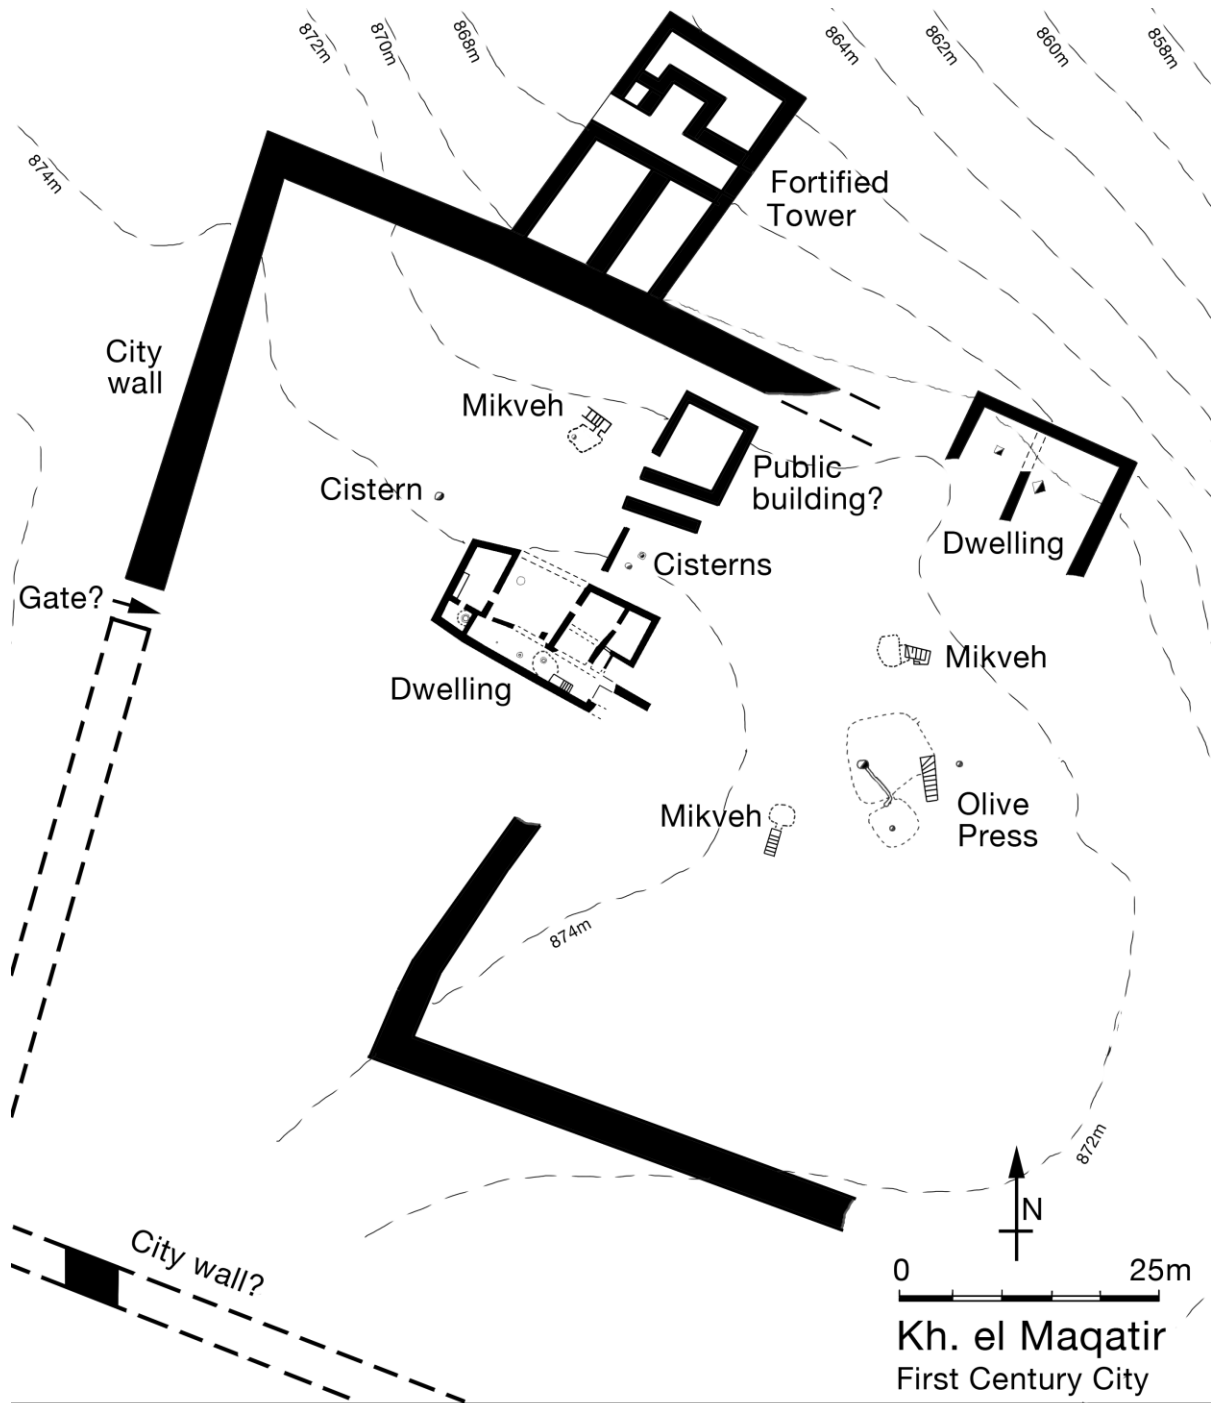 872m
870m
868m
864m
862m
860m
858m
874m
Fortified
Tower
City
wall
Mikveh
Public
building?
Cistern
Cisterns
Dwelling
Gate?
Mikveh
Dwelling
Olive
Press
Mikveh
874m
872m
N
City wall?
0 25m
Kh. el Maqatir
First Century City